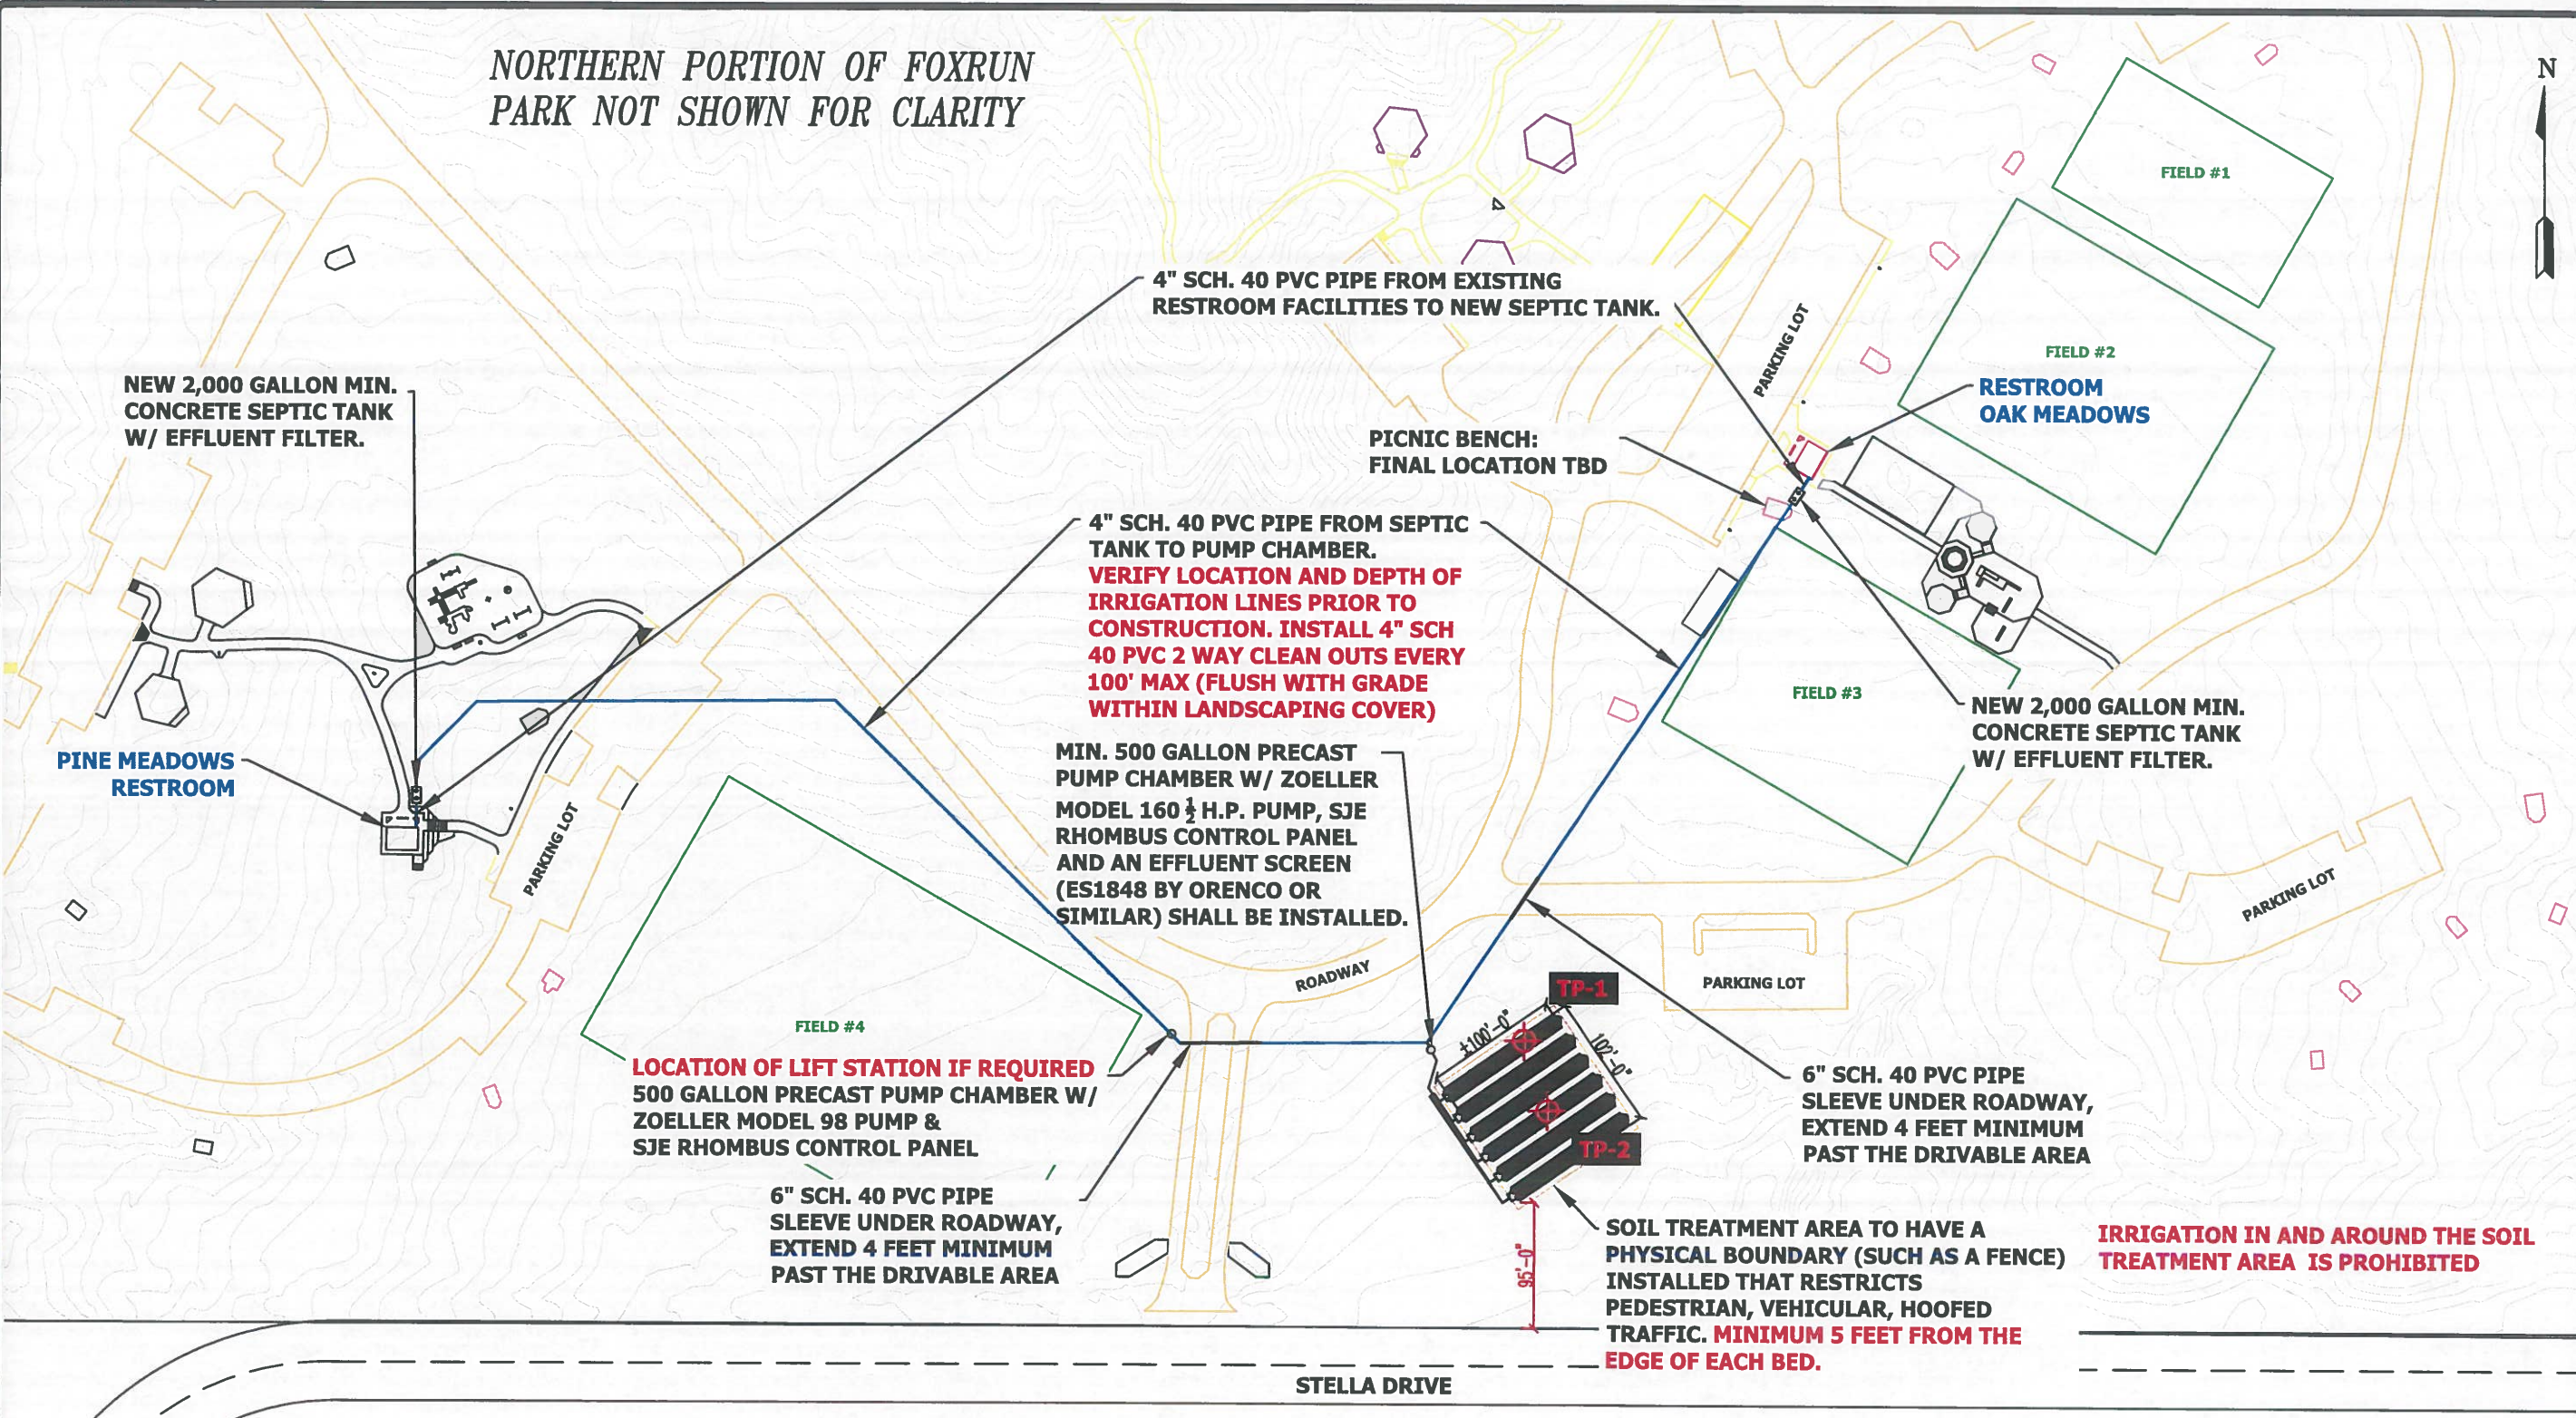 NORTHERN PORTION OF FOXRUN
PARK NOT SHOWN FOR CLARITY
N
FIELD #1
FIELD #2
4" SCH. 40 PVC PIPE FROM EXISTING
RESTROOM FACILITIES TO NEW SEPTIC TANK.
PARKING LOT
RESTROOM
OAK MEADOWS
NEW 2,000 GALLON MIN.
CONCRETE SEPTIC TANK
W/ EFFLUENT FILTER.
PICNIC BENCH:
FINAL LOCATION TBD
4" SCH. 40 PVC PIPE FROM SEPTIC
TANK TO PUMP CHAMBER.
VERIFY LOCATION AND DEPTH OF
IRRIGATION LINES PRIOR TO
CONSTRUCTION. INSTALL 4" SCH
40 PVC 2 WAY CLEAN OUTS EVERY
100' MAX (FLUSH WITH GRADE
WITHIN LANDSCAPING COVER)
FIELD #3
NEW 2,000 GALLON MIN.
CONCRETE SEPTIC TANK
W/ EFFLUENT FILTER.
PINE MEADOWS
RESTROOM
PARKING LOT
MIN. 500 GALLON PRECAST
PUMP CHAMBER W/ ZOELLER
MODEL 160 ½ H.P. PUMP, SJE
RHOMBUS CONTROL PANEL
AND AN EFFLUENT SCREEN
(ES1848 BY ORENCO OR
SIMILAR) SHALL BE INSTALLED.
PARKING LOT
ROADWAY
PARKING LOT
TP-1
±100'-0"
102'-0"
TP-2
FIELD #4
LOCATION OF LIFT STATION IF REQUIRED
500 GALLON PRECAST PUMP CHAMBER W/
ZOELLER MODEL 98 PUMP &
SJE RHOMBUS CONTROL PANEL
6" SCH. 40 PVC PIPE
SLEEVE UNDER ROADWAY,
EXTEND 4 FEET MINIMUM
PAST THE DRIVABLE AREA
6" SCH. 40 PVC PIPE
SLEEVE UNDER ROADWAY,
EXTEND 4 FEET MINIMUM
PAST THE DRIVABLE AREA
95'-0"
SOIL TREATMENT AREA TO HAVE A
PHYSICAL BOUNDARY (SUCH AS A FENCE)
INSTALLED THAT RESTRICTS
PEDESTRIAN, VEHICULAR, HOOFED
TRAFFIC. MINIMUM 5 FEET FROM THE
EDGE OF EACH BED.
IRRIGATION IN AND AROUND THE SOIL
TREATMENT AREA IS PROHIBITED
STELLA DRIVE